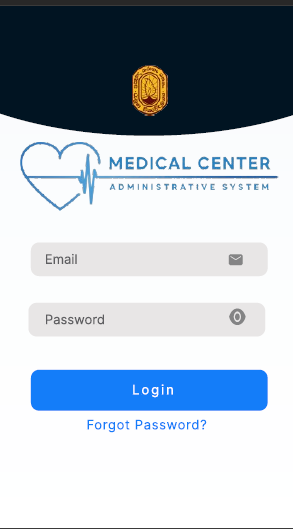 MEDICAL CENTER
ADMINISTRATIVE SYSTEM
Email
Password
Login
Forgot Password?